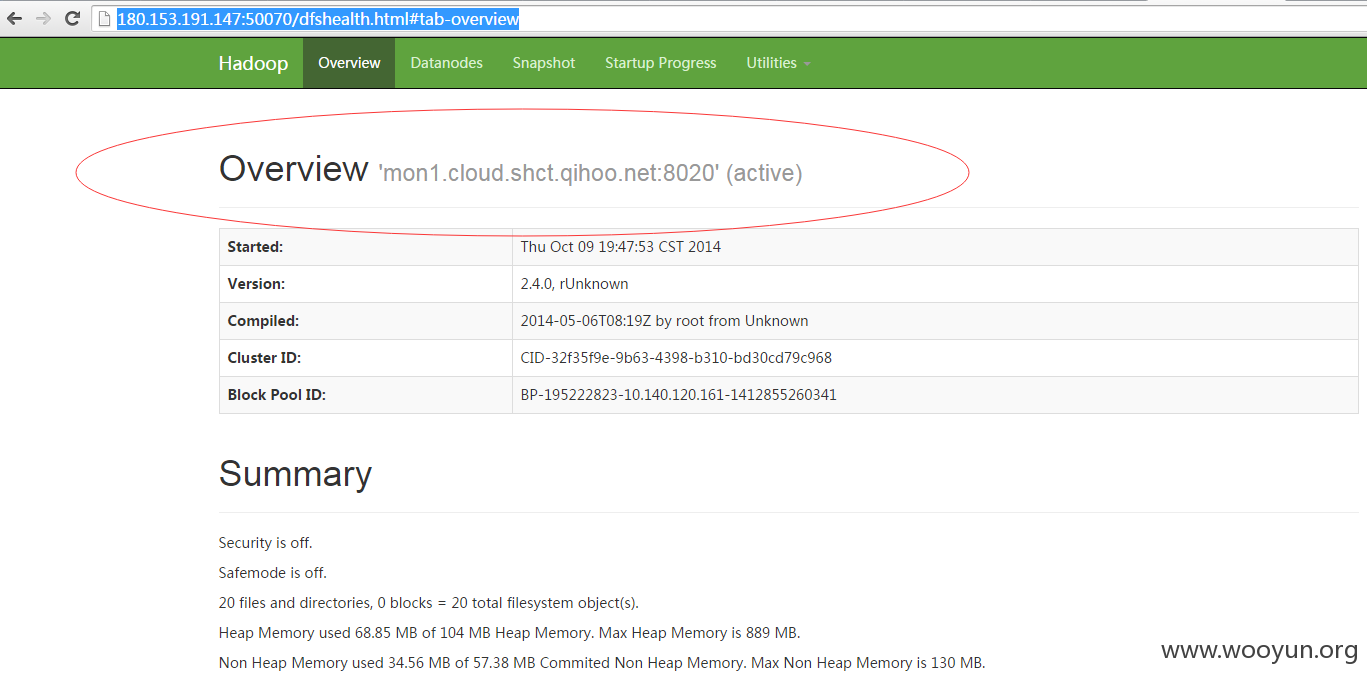 180.153.191.147:50070/dfshealth.html#tab-overview
Hadoop Overview Datanodes Snapshot Startup Progress Utilities
Overview 'mon1.cloud.shct.qihoo.net:8020' (active)
Started: Thu Oct 09 19:47:53 CST 2014
Version: 2.4.0, rUnknown
Compiled: 2014-05-06T08:19Z by root from Unknown
Cluster ID: CID-32f35f9e-9b63-4398-b310-bd30cd79c968
Block Pool ID: BP-195222823-10.140.120.161-1412855260341
Summary
Security is off.
Safemode is off.
20 files and directories, 0 blocks = 20 total filesystem object(s).
Heap Memory used 68.85 MB of 104 MB Heap Memory. Max Heap Memory is 889 MB.
Non Heap Memory used 34.56 MB of 57.38 MB Commited Non Heap Memory. Max Non Heap Memory is 130 MB.
www.wooyun.org